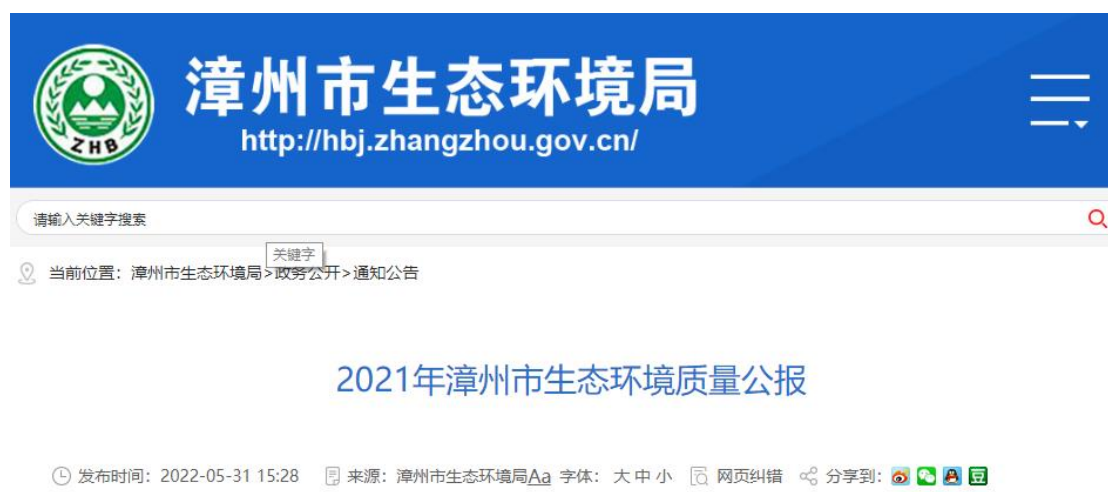 漳州市生态环境局
http://hbj.zhangzhou.gov.cn/
ZHB
请输入关键字搜索
关键字
当前位置：漳州市生态环境局>政务公开>通知公告
2021年漳州市生态环境质量公报
发布时间：2022-05-31 15:28 来源：漳州市生态环境局Aa 字体：大 中 小 网页纠错 分享到：豆